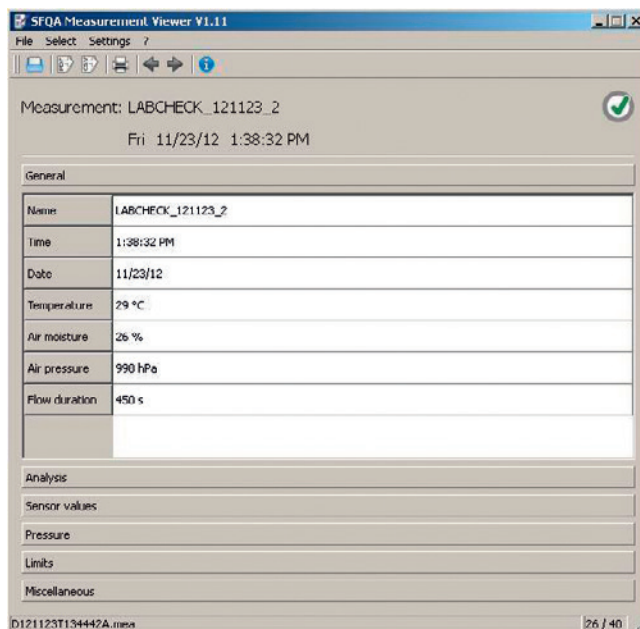 SFQA Measurement Viewer V1.11
File Select Settings ?
Measurement: LABCHECK_121123_2
Fri 11/23/12 1:38:32 PM
General
Name LABCHECK_121123_2
Time 1:38:32 PM
Date 11/23/12
Temperature 29 °C
Air moisture 26 %
Air pressure 990 hPa
Flow duration 450 s
Analysis
Sensor values
Pressure
Limits
Miscellaneous
D121123T134442A.mea 26 / 40